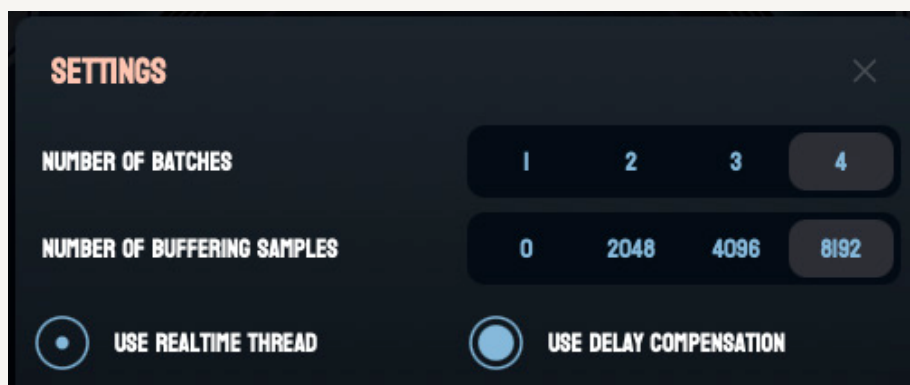 SETTINGS
NUMBER OF BATCHES 1 2 3 4
NUMBER OF BUFFERING SAMPLES 0 2048 4096 8192
USE REALTIME THREAD USE DELAY COMPENSATION